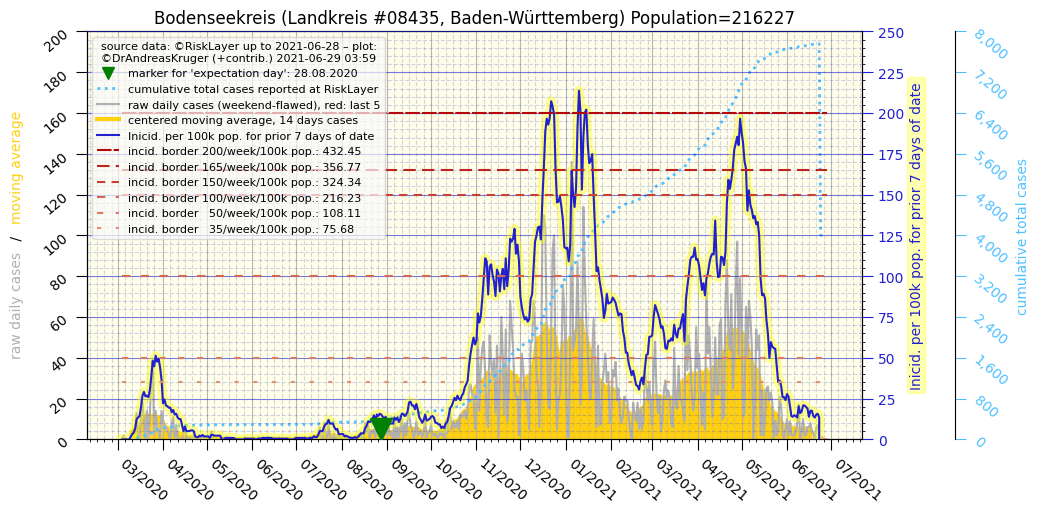 Bodenseekreis (Landkreis #08435, Baden-Württemberg) Population=216227
source data: ©RiskLayer up to 2021-06-28 – plot:
©DrAndreasKruger (+contrib.) 2021-06-29 03:59
marker for 'expectation day': 28.08.2020
cumulative total cases reported at RiskLayer
raw daily cases (weekend-flawed), red: last 5
centered moving average, 14 days cases
Inicid. per 100k pop. for prior 7 days of date
incid. border 200/week/100k pop.: 432.45
incid. border 165/week/100k pop.: 356.77
incid. border 150/week/100k pop.: 324.34
incid. border 100/week/100k pop.: 216.23
incid. border   50/week/100k pop.: 108.11
incid. border   35/week/100k pop.: 75.68
raw daily cases   /   moving average
200
180
160
140
120
100
80
60
40
20
0
03/2020
04/2020
05/2020
06/2020
07/2020
08/2020
09/2020
10/2020
11/2020
12/2020
01/2021
02/2021
03/2021
04/2021
05/2021
06/2021
07/2021
250
225
200
175
150
125
100
75
50
25
0
Inicid. per 100k pop. for prior 7 days of date
8,000
7,200
6,400
5,600
4,800
4,000
3,200
2,400
1,600
800
0
cumulative total cases